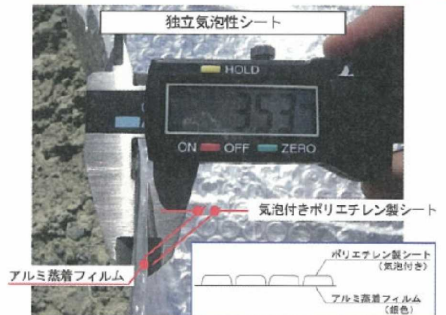 独立気泡性シート
HOLD
353
ON OFF ZERO
気泡付きポリエチレン製シート
アルミ蒸着フィルム
ポリエチレン製シート
(気泡付き)
アルミ蒸着フィルム
(銀色)